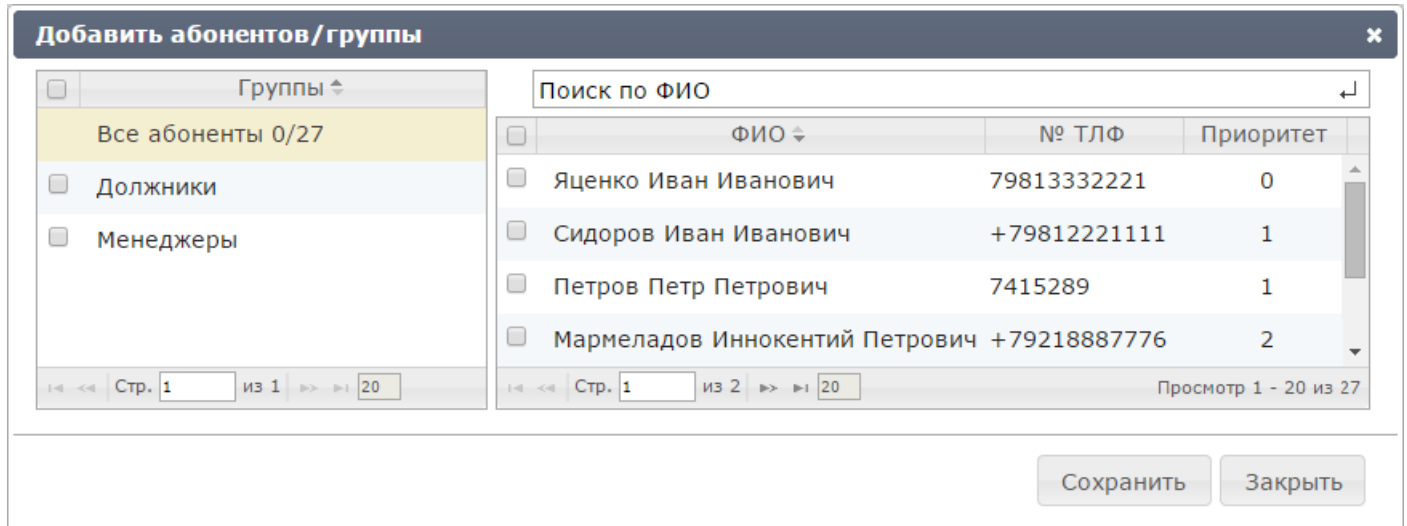 Добавить абонентов/группы
Группы
Все абоненты 0/27
Должники
Менеджеры
Стр. 1 из 1 20
Поиск по ФИО
ФИО № ТЛФ Приоритет
Яценко Иван Иванович 79813332221 0
Сидоров Иван Иванович +79812221111 1
Петров Петр Петрович 7415289 1
Мармеладов Иннокентий Петрович +79218887776 2
Стр. 1 из 2 20 Просмотр 1 - 20 из 27
Сохранить Закрыть